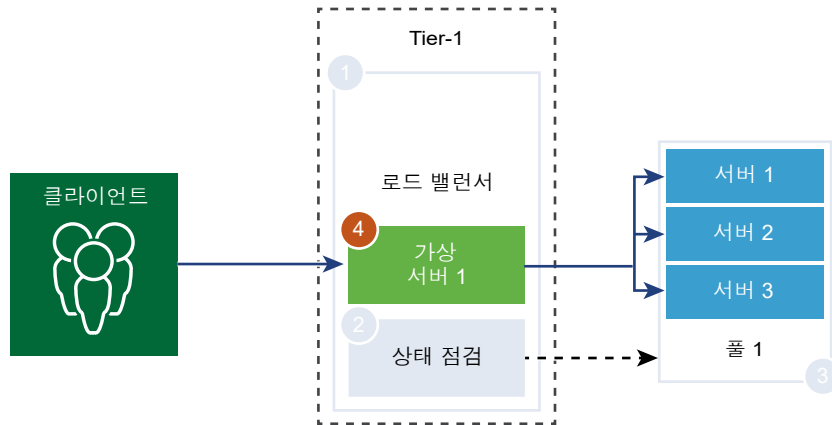 Tier-1
1
로드 밸런서
클라이언트
4
가상
서버 1
2
상태 점검
서버 1
서버 2
서버 3
풀 1
3